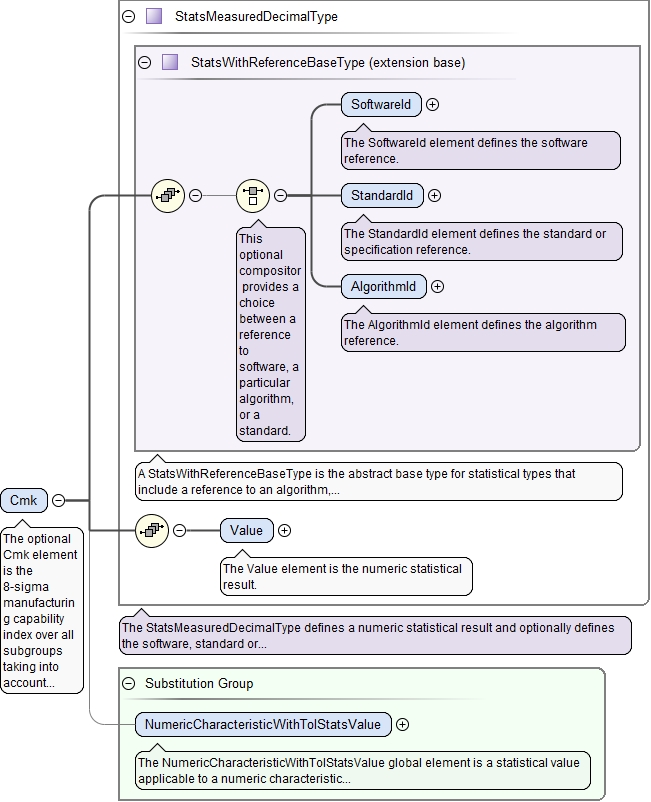 StatsMeasuredDecimalType
StatsWithReferenceBaseType (extension base)
SoftwareId
The SoftwareId element defines the software
reference.
StandardId
The StandardId element defines the standard or
specification reference.
AlgorithmId
The AlgorithmId element defines the algorithm
reference.
This
optional
compositor
provides a
choice
between a
reference
to
software, a
particular
algorithm,
or a
standard.
A StatsWithReferenceBaseType is the abstract base type for statistical types that
include a reference to an algorithm,...
Cmk
The optional
Cmk element
is the
8-sigma
manufacturin
g capability
index over all
subgroups
taking into
account...
Value
The Value element is the numeric statistical
result.
The StatsMeasuredDecimalType defines a numeric statistical result and optionally defines
the software, standard or...
Substitution Group
NumericCharacteristicWithTolStatsValue
The NumericCharacteristicWithTolStatsValue global element is a statistical value
applicable to a numeric characteristic...